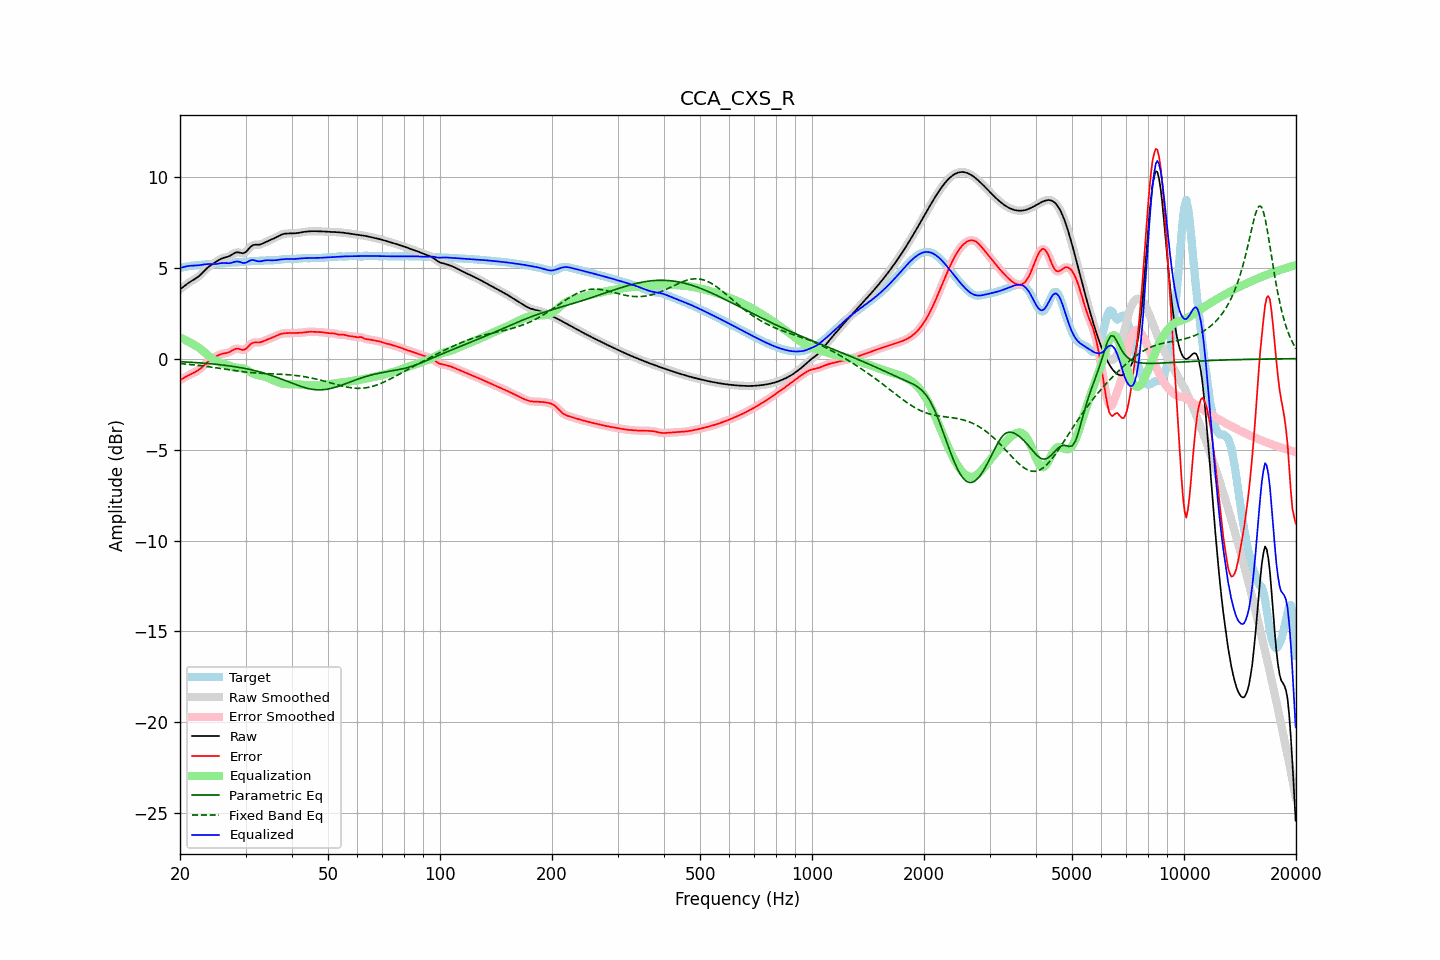 CCA_CXS_R
Amplitude (dBr)
10
5
0
−5
−10
−15
−20
−25
Target
Raw Smoothed
Error Smoothed
Raw
Error
Equalization
Parametric Eq
Fixed Band Eq
Equalized
20 50 100 200 500 1000 2000 5000 10000 20000
Frequency (Hz)